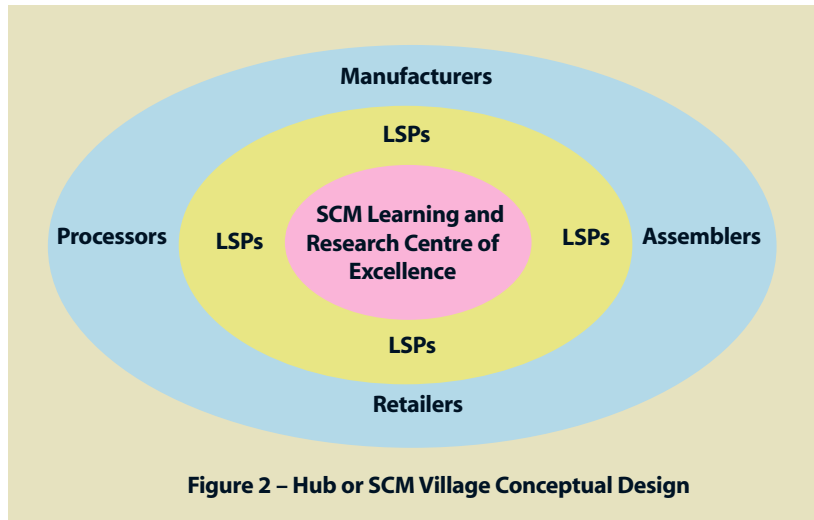 Manufacturers
LSPs
Processors
LSPs
SCM Learning and
Research Centre of
Excellence
LSPs
Assemblers
LSPs
Retailers
Figure 2 – Hub or SCM Village Conceptual Design